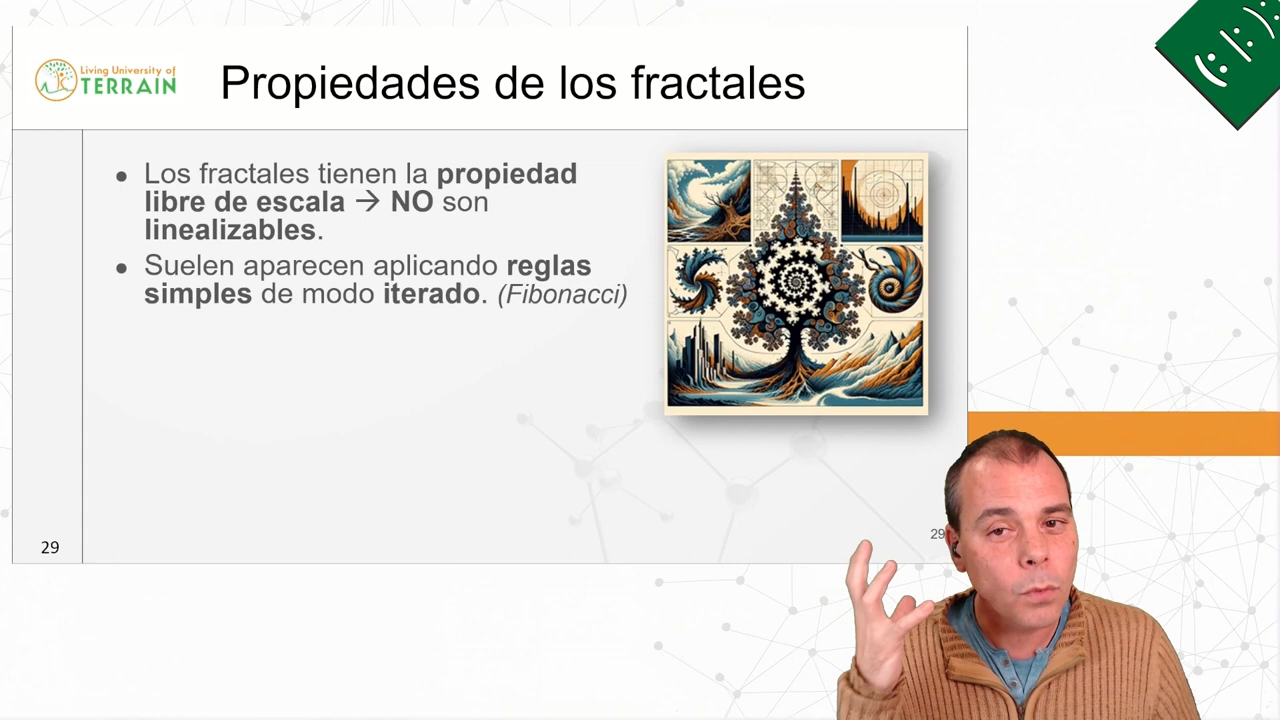 Living University of
TERRAIN
Propiedades de los fractales
• Los fractales tienen la propiedad
libre de escala → NO son
linealizables.
• Suelen aparecen aplicando reglas
simples de modo iterado. (Fibonacci)
29
29